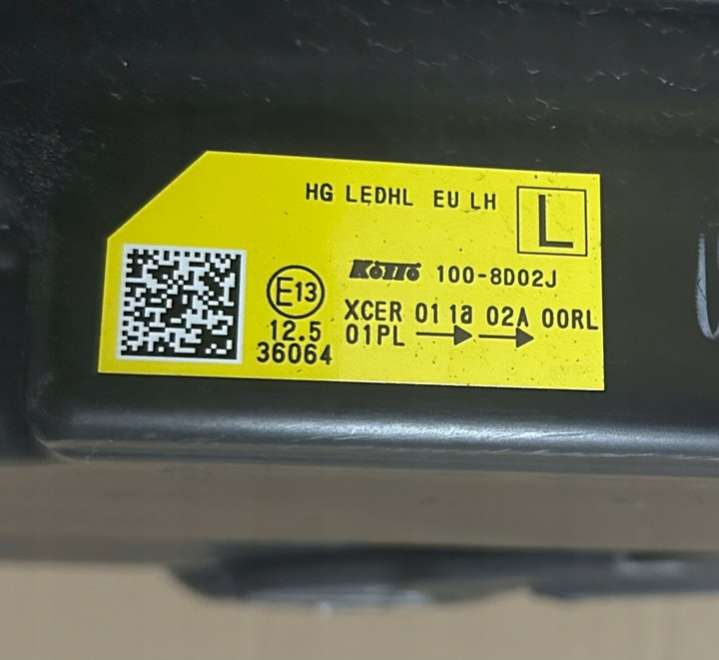 HG LEDHL EU LH
L
KOITO 100-8D02J
E13
XCER 01 1a 02A 00RL
12.5
01PL → →
36064